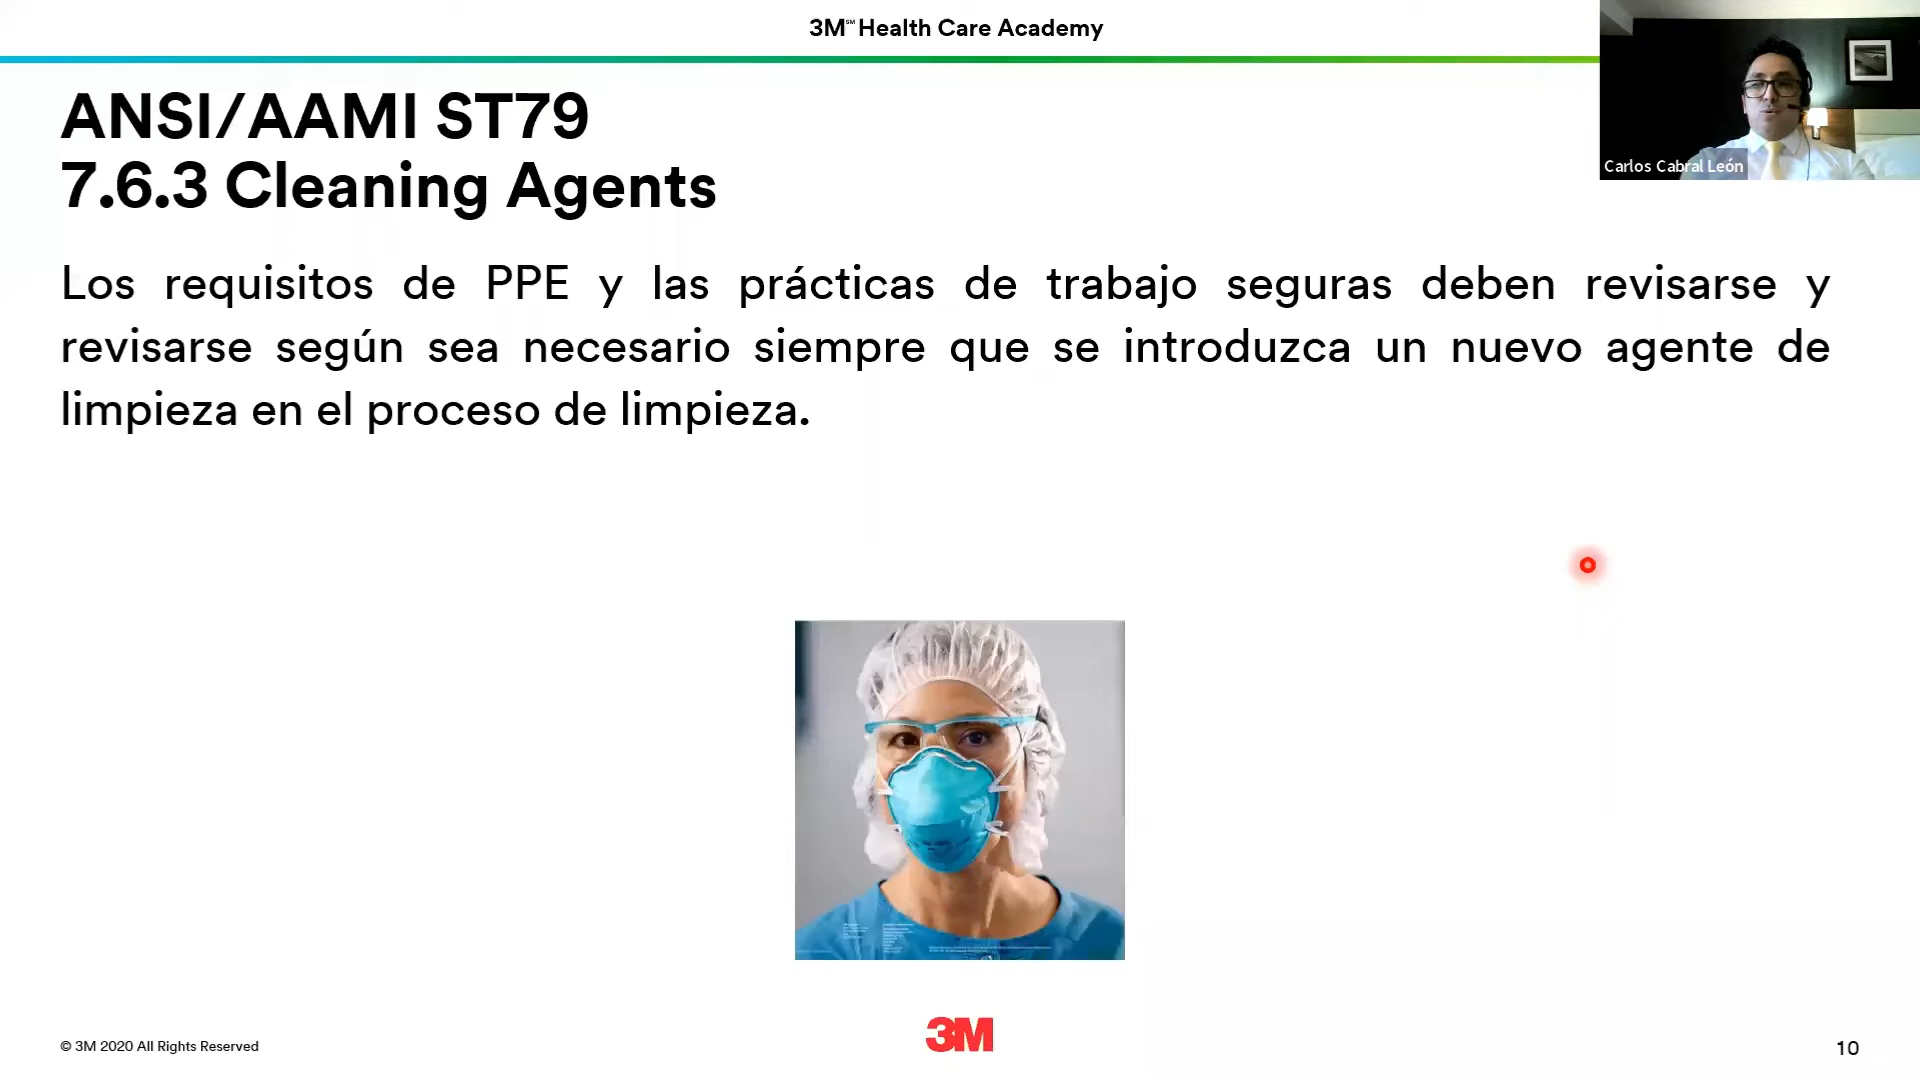 3M℠ Health Care Academy
Carlos Cabral León
ANSI/AAMI ST79
7.6.3 Cleaning Agents
Los requisitos de PPE y las prácticas de trabajo seguras deben revisarse y
revisarse según sea necesario siempre que se introduzca un nuevo agente de
limpieza en el proceso de limpieza.
3M
© 3M 2020 All Rights Reserved
10